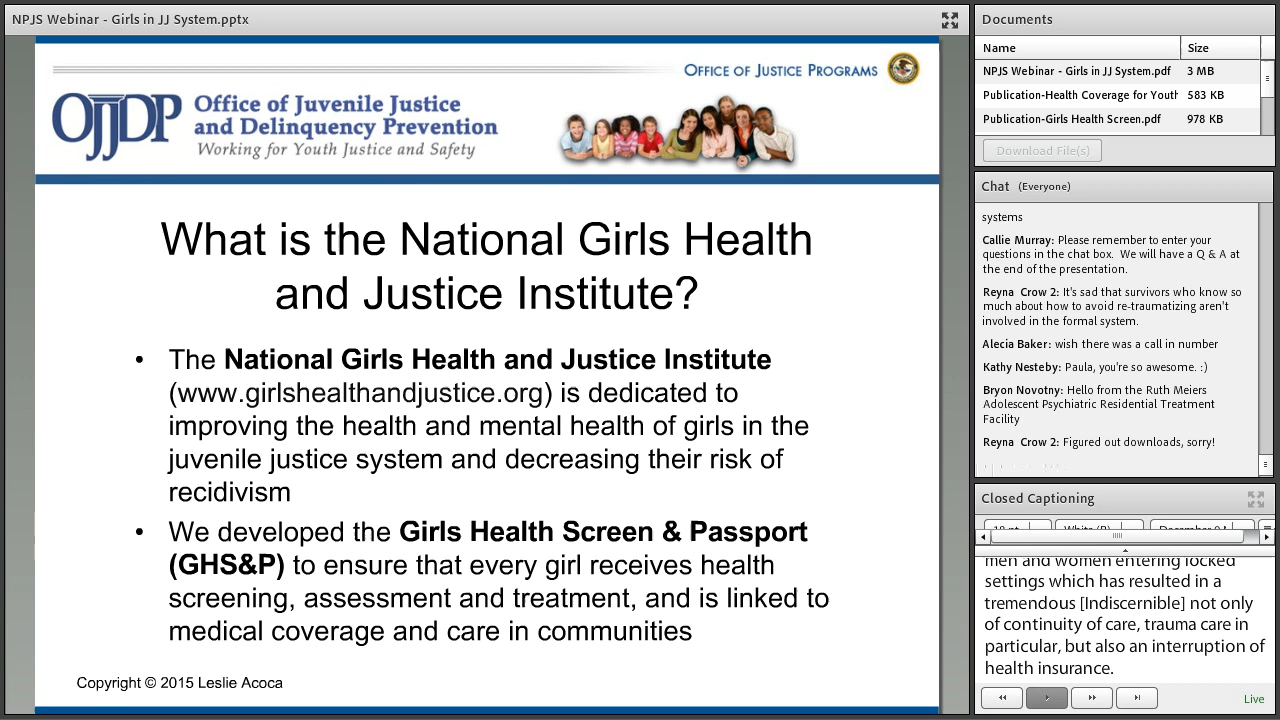 NPJS Webinar - Girls in JJ System.pptx
OFFICE OF JUSTICE PROGRAMS
OJJDP
Office of Juvenile Justice
and Delinquency Prevention
Working for Youth Justice and Safety
What is the National Girls Health
and Justice Institute?
• The National Girls Health and Justice Institute
(www.girlshealthandjustice.org) is dedicated to
improving the health and mental health of girls in the
juvenile justice system and decreasing their risk of
recidivism
• We developed the Girls Health Screen & Passport
(GHS&P) to ensure that every girl receives health
screening, assessment and treatment, and is linked to
medical coverage and care in communities
Copyright © 2015 Leslie Acoca
Documents
Name Size
NPJS Webinar - Girls in JJ System.pdf 3 MB
Publication-Health Coverage for Youth 583 KB
Publication-Girls Health Screen.pdf 978 KB
Download File(s)
Chat (Everyone)
systems
Callie Murray: Please remember to enter your
questions in the chat box. We will have a Q & A at
the end of the presentation.
Reyna Crow 2: It's sad that survivors who know so
much about how to avoid re-traumatizing aren't
involved in the formal system.
Alecia Baker: wish there was a call in number
Kathy Nesteby: Paula, you're so awesome. :)
Bryon Novotny: Hello from the Ruth Meiers
Adolescent Psychiatric Residential Treatment
Facility
Reyna Crow 2: Figured out downloads, sorry!
Closed Captioning
men and women entering locked
settings which has resulted in a
tremendous [Indiscernible] not only
of continuity of care, trauma care in
particular, but also an interruption of
health insurance.
Live